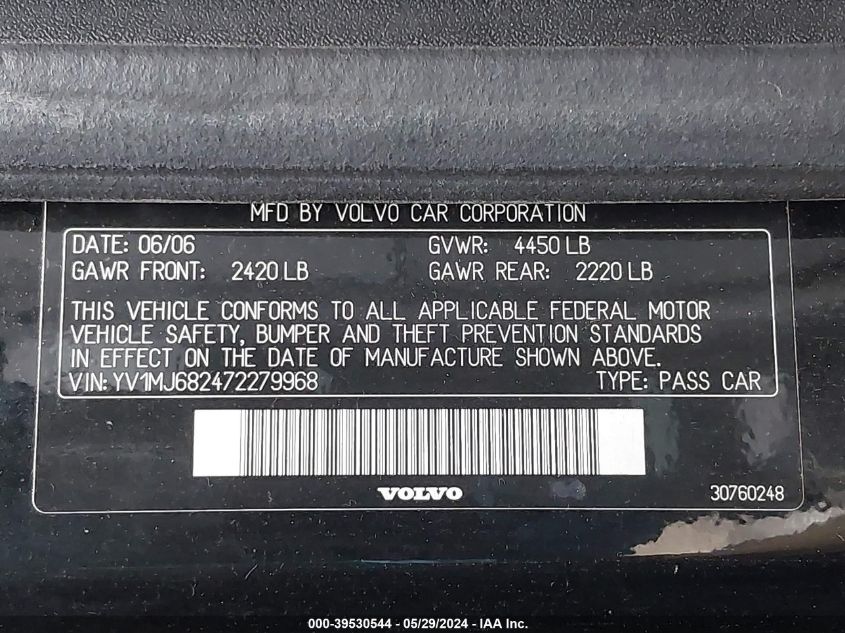 MFD BY VOLVO CAR CORPORATION
DATE: 06/06 GVWR: 4450 LB
GAWR FRONT: 2420 LB GAWR REAR: 2220 LB
THIS VEHICLE CONFORMS TO ALL APPLICABLE FEDERAL MOTOR
VEHICLE SAFETY, BUMPER AND THEFT PREVENTION STANDARDS
IN EFFECT ON THE DATE OF MANUFACTURE SHOWN ABOVE.
VIN: YV1MJ682472279968 TYPE: PASS CAR
VOLVO 30760248
000-39530544 - 05/29/2024 - IAA Inc.